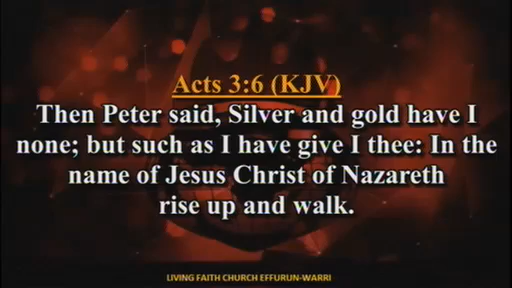 Acts 3:6 (KJV)
Then Peter said, Silver and gold have I
none; but such as I have give I thee: In the
name of Jesus Christ of Nazareth
rise up and walk.
LIVING FAITH CHURCH EFFURUN-WARRI